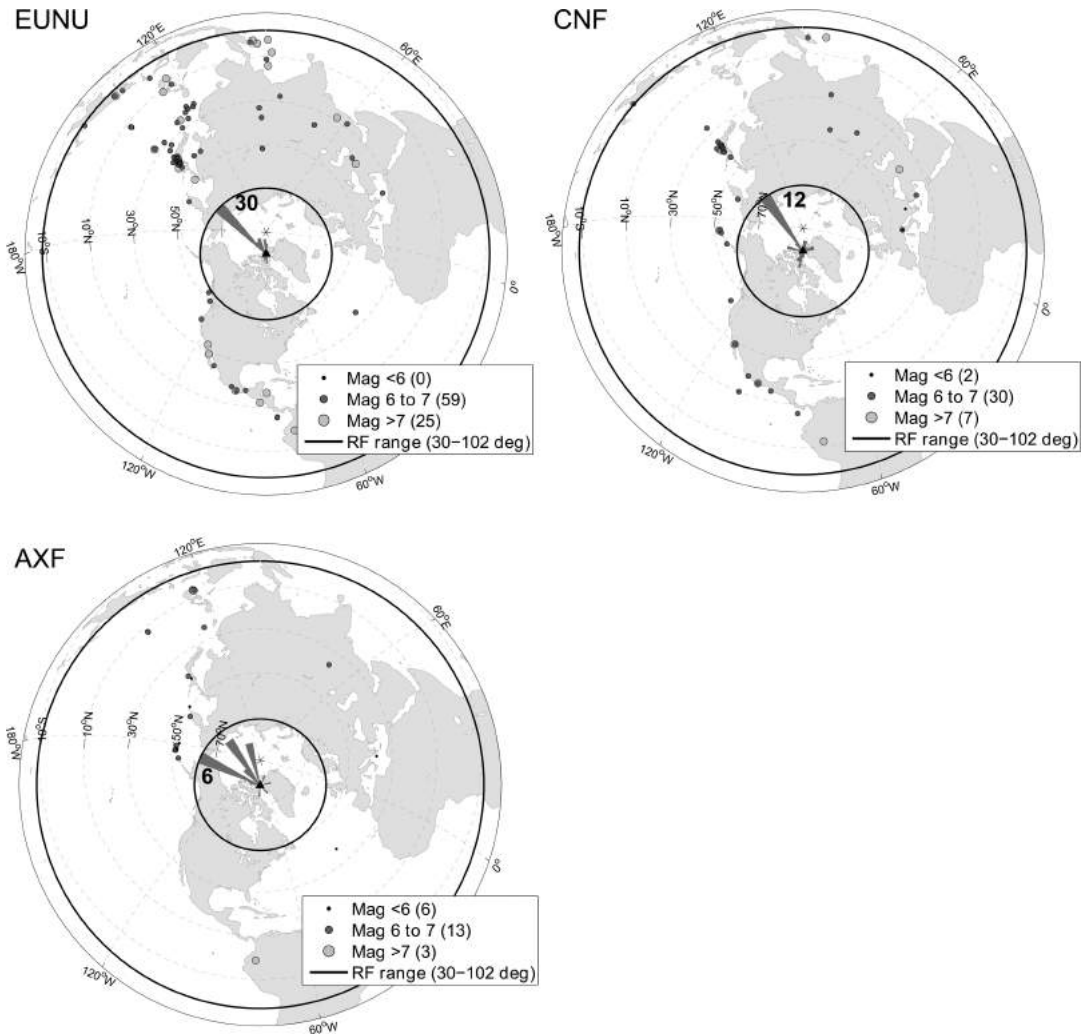 EUNU
120°E
60°E
30
50°N
30°N
10°N
10°S
180°W
0°
120°W
60°W
Mag <6 (0)
Mag 6 to 7 (59)
Mag >7 (25)
RF range (30−102 deg)
CNF
120°E
60°E
12
70°N
50°N
30°N
10°N
10°S
180°W
0°
120°W
60°W
Mag <6 (2)
Mag 6 to 7 (30)
Mag >7 (7)
RF range (30−102 deg)
AXF
120°E
60°E
6
70°N
50°N
30°N
10°N
10°S
180°W
0°
120°W
60°W
Mag <6 (6)
Mag 6 to 7 (13)
Mag >7 (3)
RF range (30−102 deg)